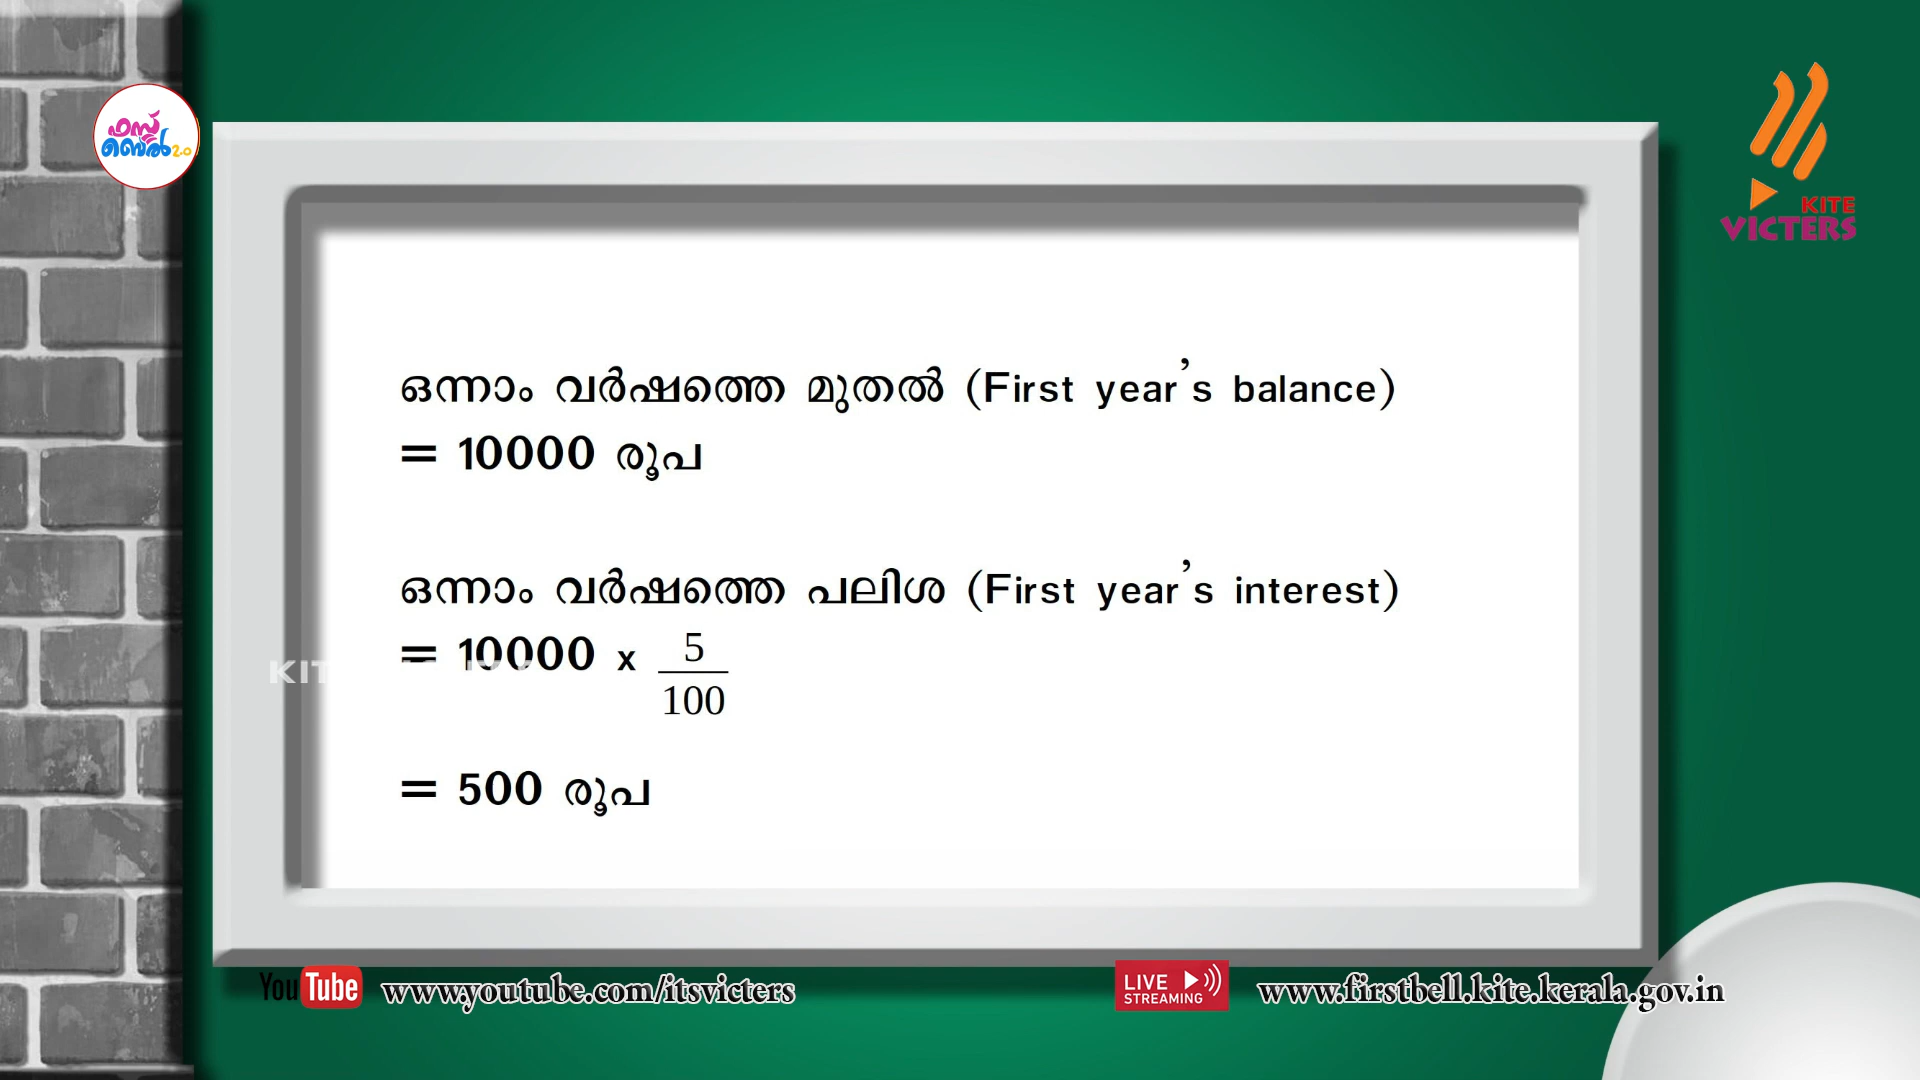 ഫസ്റ്റ്
ബെൽ 2.0
KITE
VICTERS
ഒന്നാം വർഷത്തെ മുതൽ (First year's balance)
= 10000 രൂപ
ഒന്നാം വർഷത്തെ പലിശ (First year's interest)
= 10000 x 5/100
= 500 രൂപ
YouTube www.youtube.com/itsvicters
LIVE STREAMING www.firstbell.kite.kerala.gov.in